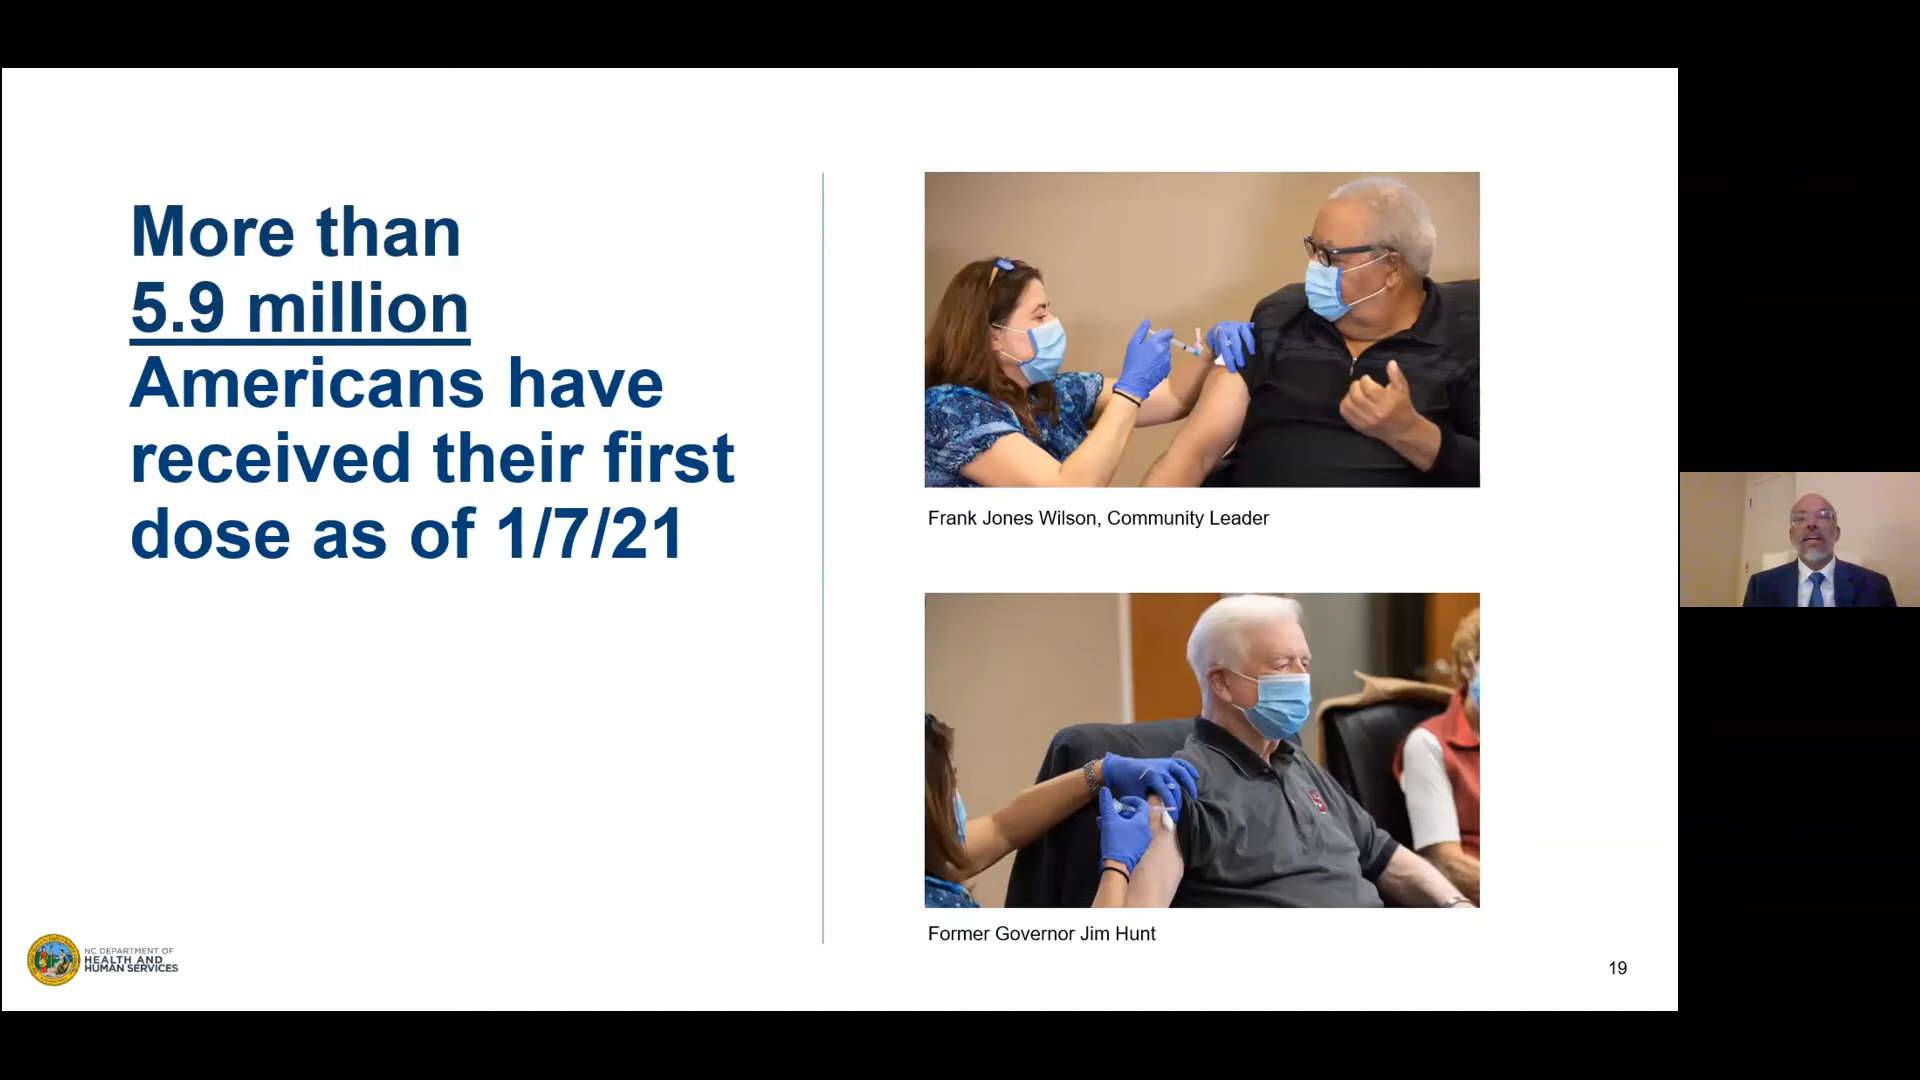 More than
5.9 million
Americans have
received their first
dose as of 1/7/21
Frank Jones Wilson, Community Leader
Former Governor Jim Hunt
NC DEPARTMENT OF
HEALTH AND
HUMAN SERVICES
19